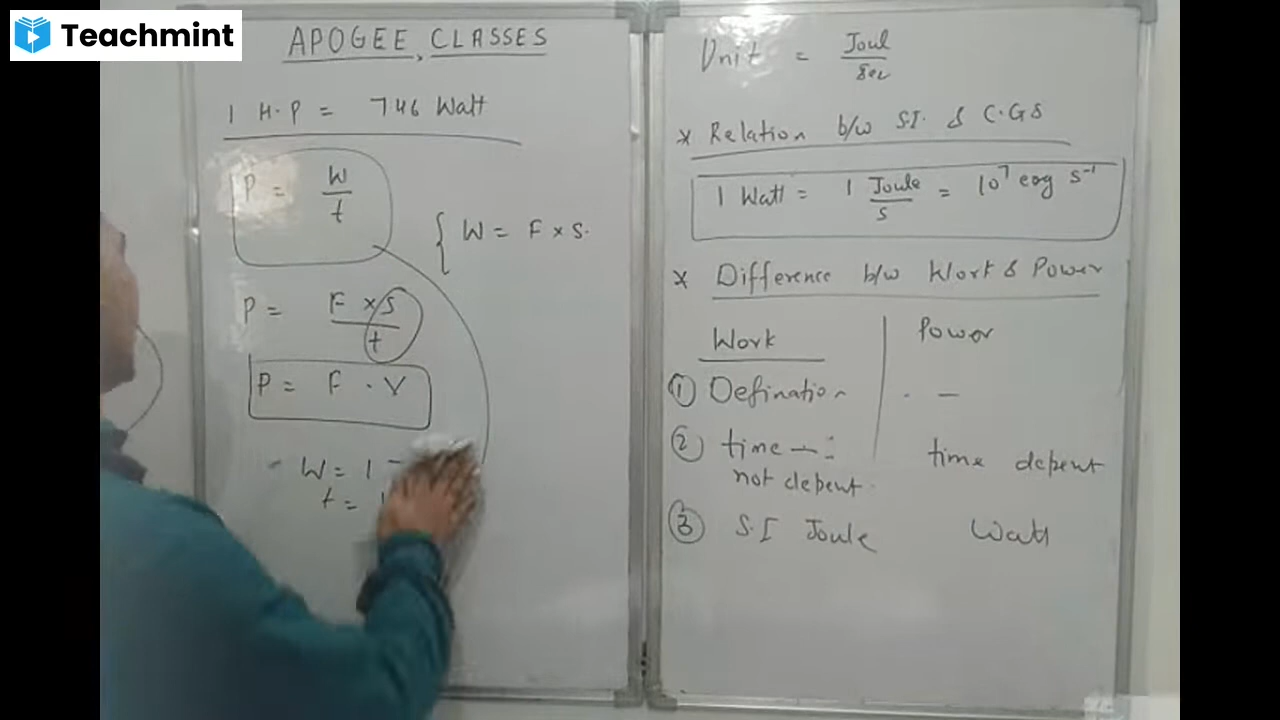 Teachmint
APOGEE CLASSES
1 H.P = 746 Watt
P = W/t
{ W = F × S.
P = F × S/t
P = F . V
W = 1
t = 1
Unit = Joul/Sec
* Relation b/w S.I. & C.G.S
1 Watt = 1 Joule/s = 10⁷ erg s⁻¹
* Difference b/w Work & Power
Work Power
① Defination . —
② time — : time depent
not depent.
③ S.I Joule Watt